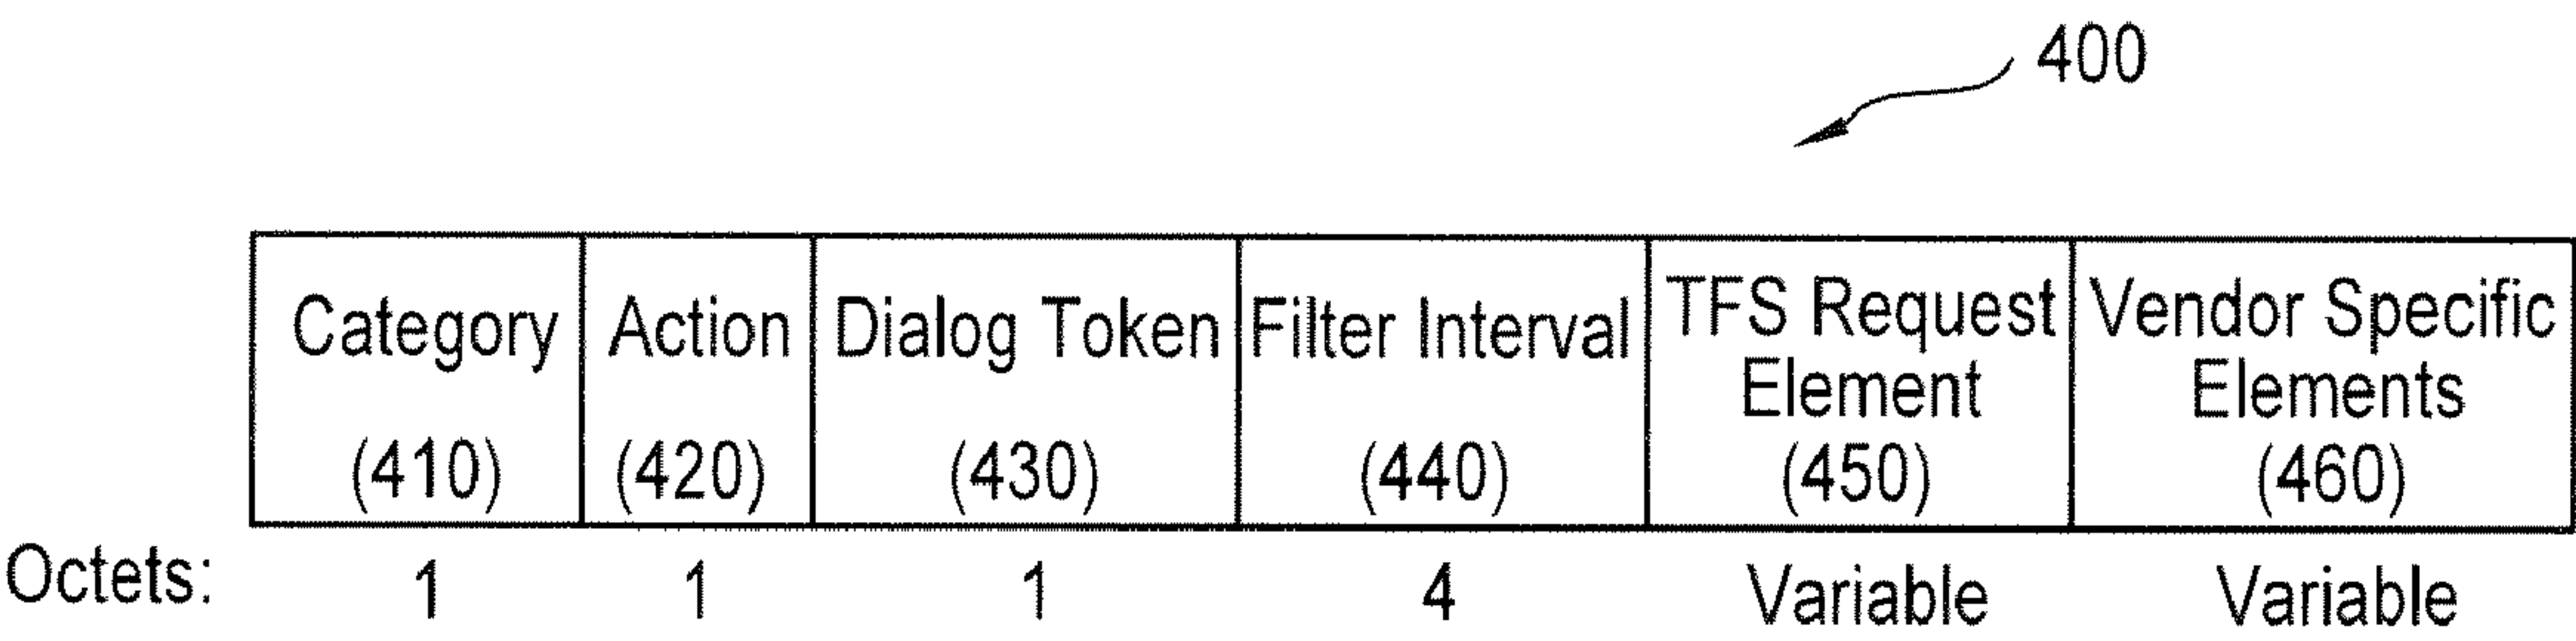 400
Category Action Dialog Token Filter Interval TFS Request Element Vendor Specific Elements
(410) (420) (430) (440) (450) (460)
Octets: 1 1 1 4 Variable Variable